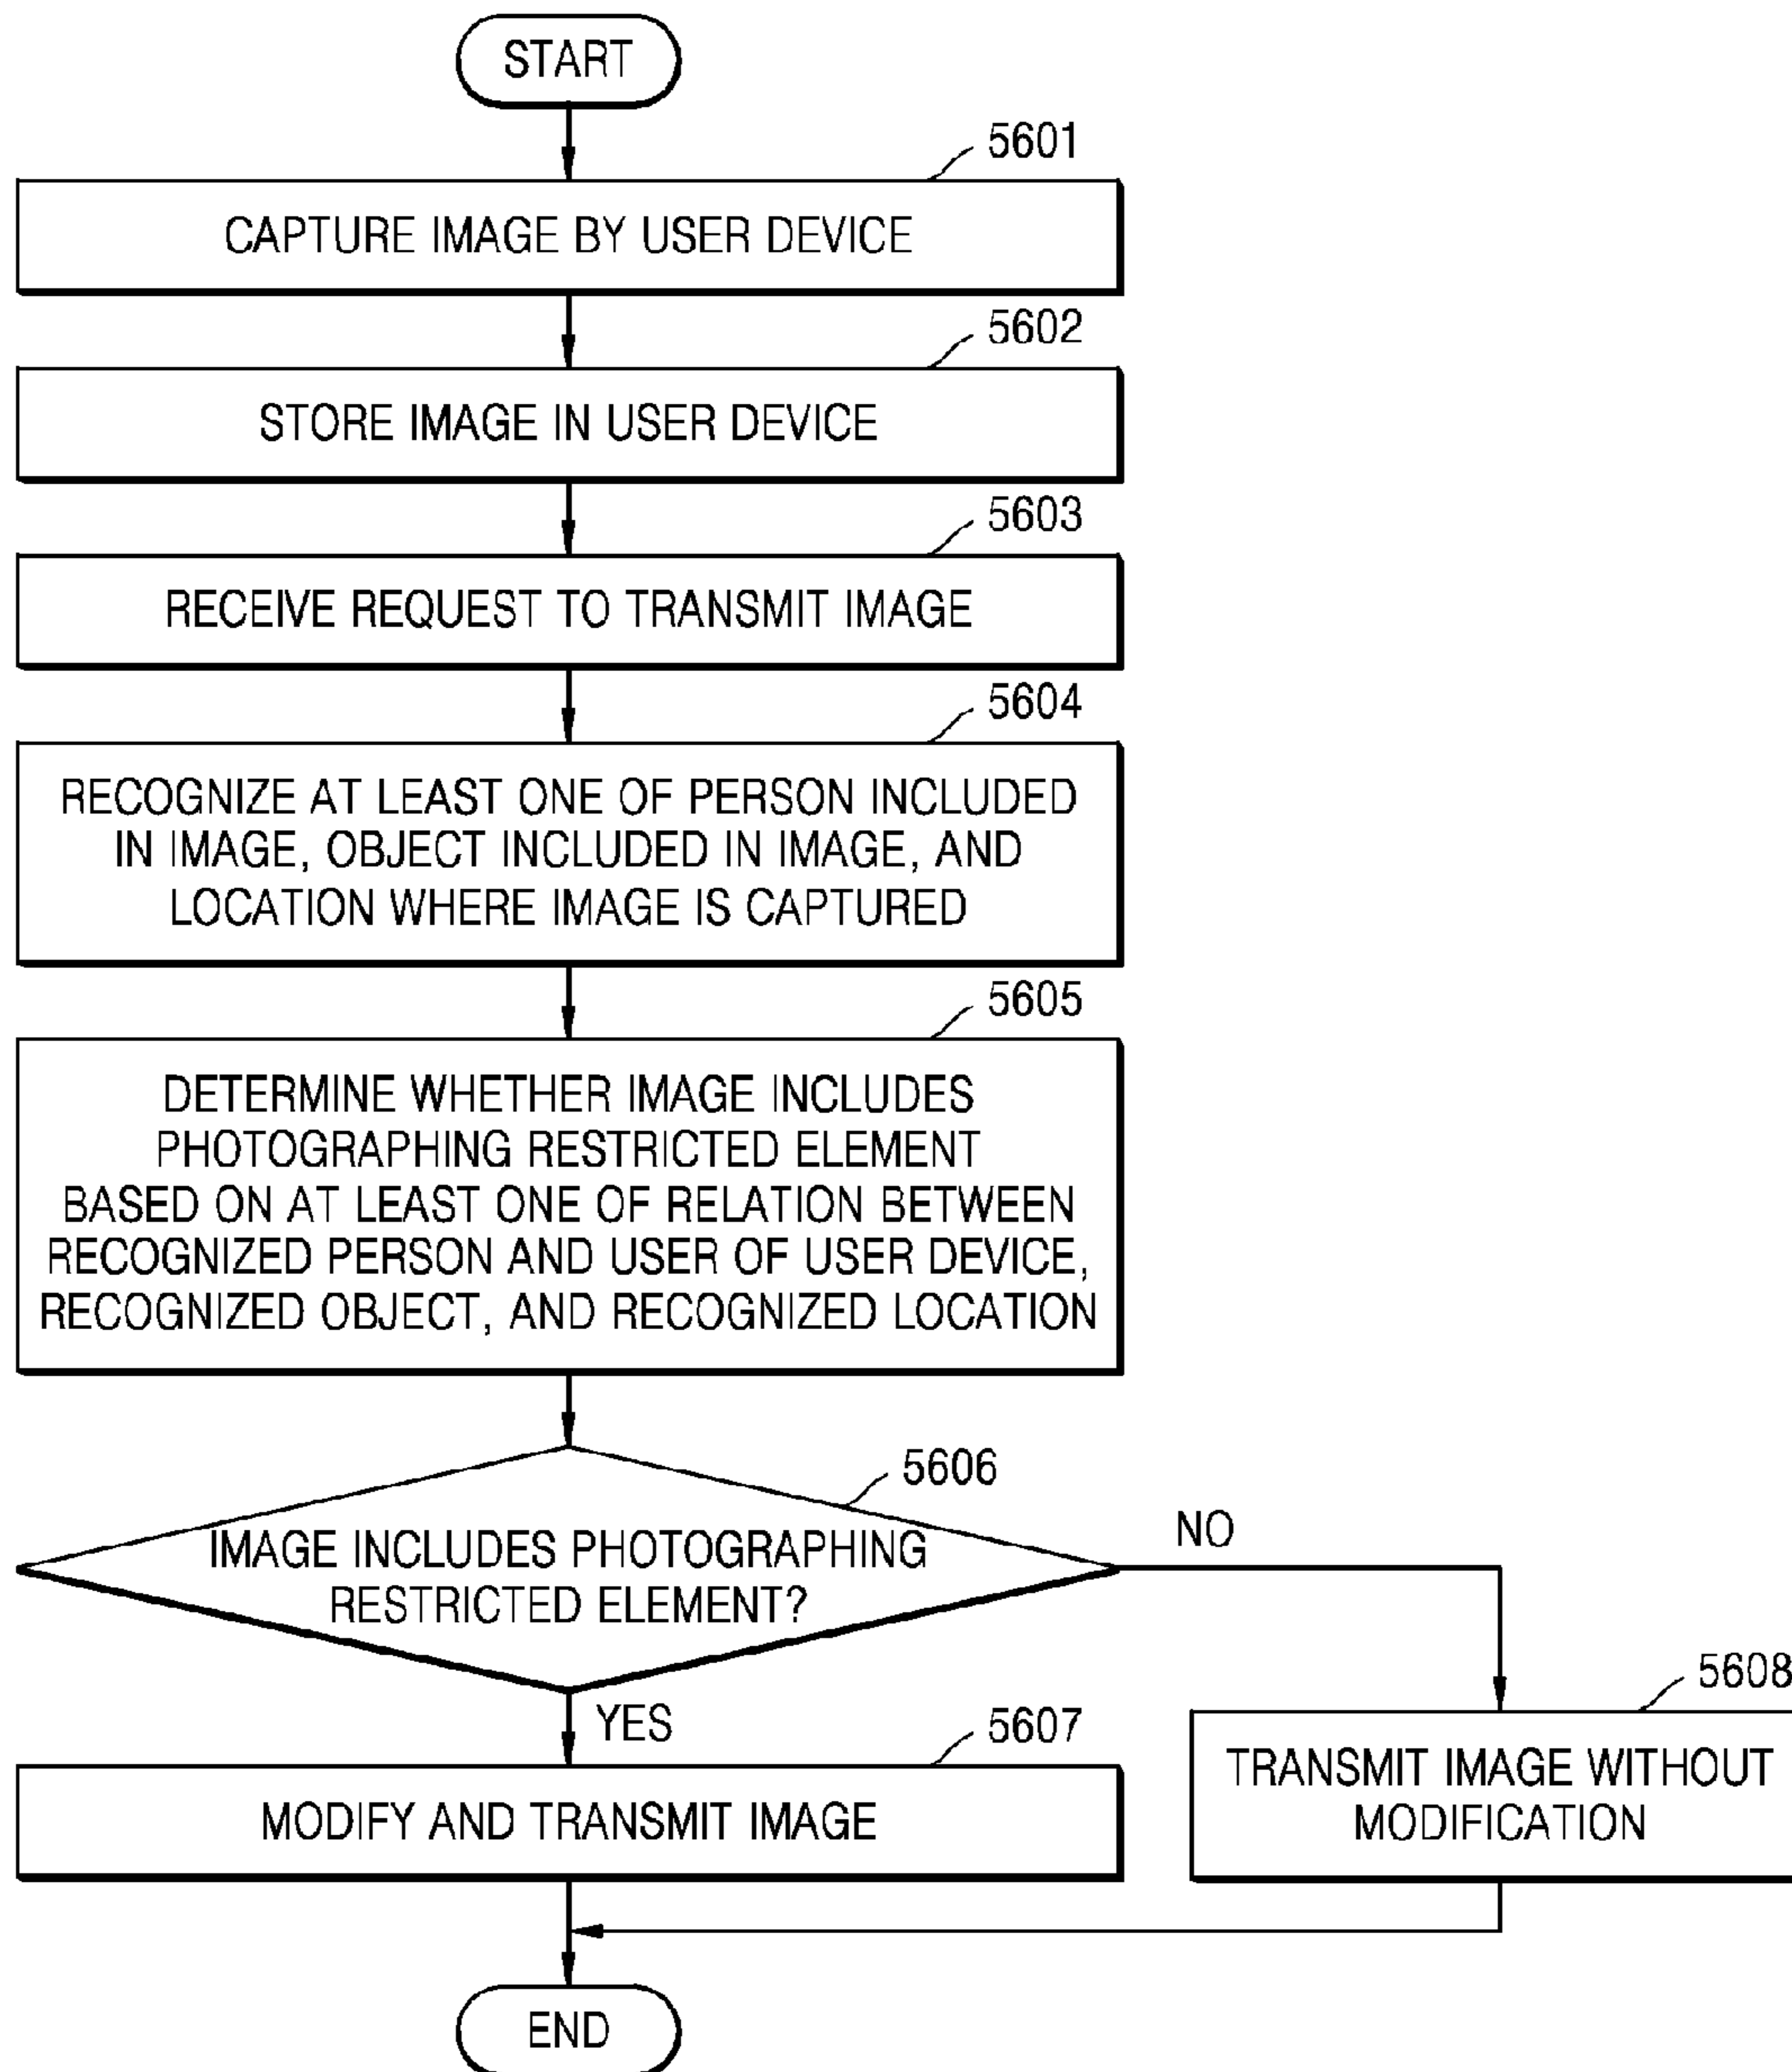 START
5601
CAPTURE IMAGE BY USER DEVICE
5602
STORE IMAGE IN USER DEVICE
5603
RECEIVE REQUEST TO TRANSMIT IMAGE
5604
RECOGNIZE AT LEAST ONE OF PERSON INCLUDED
IN IMAGE, OBJECT INCLUDED IN IMAGE, AND
LOCATION WHERE IMAGE IS CAPTURED
5605
DETERMINE WHETHER IMAGE INCLUDES
PHOTOGRAPHING RESTRICTED ELEMENT
BASED ON AT LEAST ONE OF RELATION BETWEEN
RECOGNIZED PERSON AND USER OF USER DEVICE,
RECOGNIZED OBJECT, AND RECOGNIZED LOCATION
5606
IMAGE INCLUDES PHOTOGRAPHING
RESTRICTED ELEMENT?
NO
YES
5607
MODIFY AND TRANSMIT IMAGE
5608
TRANSMIT IMAGE WITHOUT
MODIFICATION
END